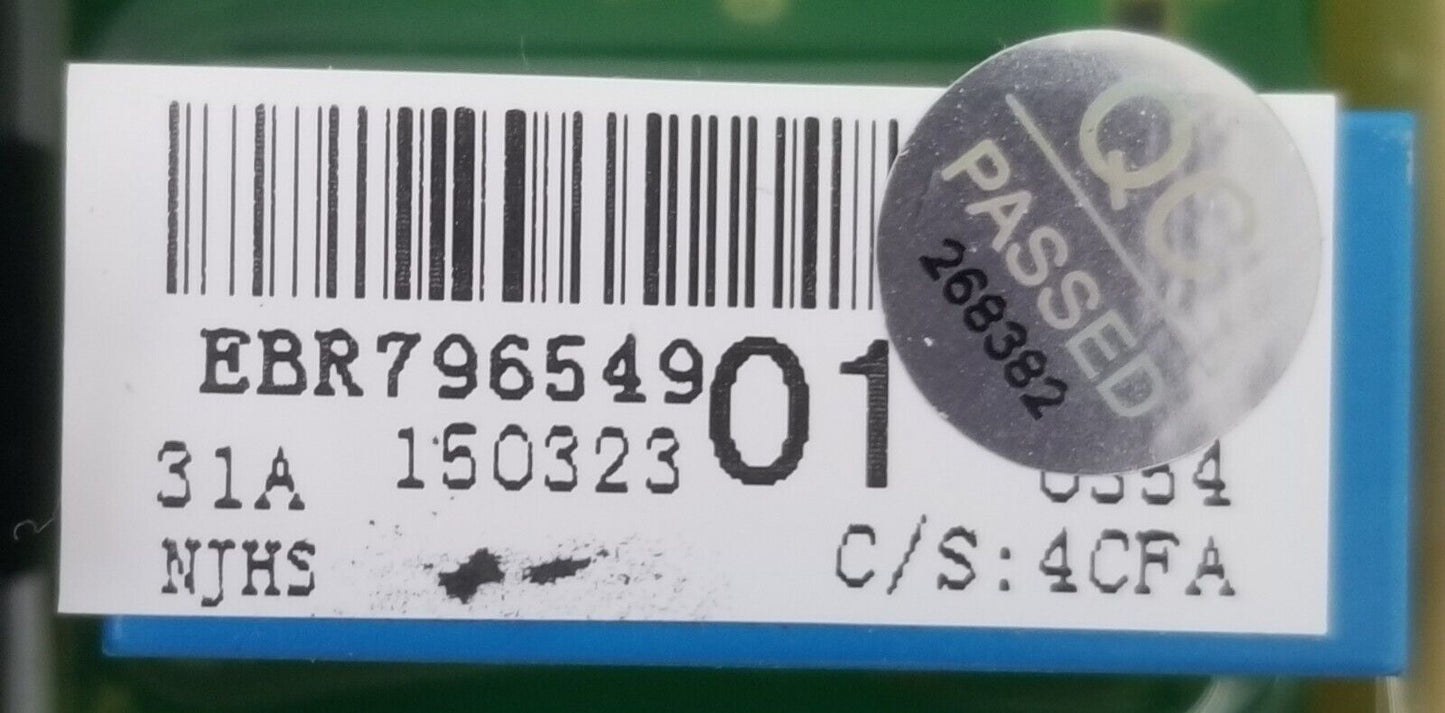 QC
PASSED
268382
EBR79654901
31A 150323
NJHS C/S:4CFA